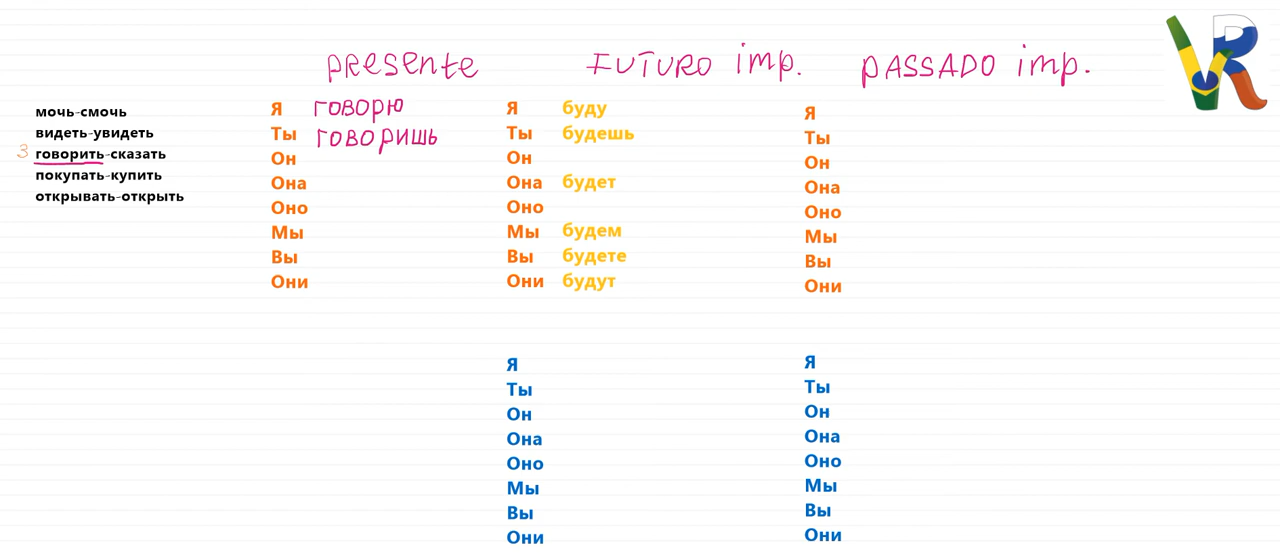 PRESENTE
FUTURO imp.
PASSADO imp.
VR
мочь-смочь
видеть-увидеть
3 говорить-сказать
покупать-купить
открывать-открыть
Я говорю
Ты говоришь
Он
Она
Оно
Мы
Вы
Они
Я буду
Ты будешь
Он
Она будет
Оно
Мы будем
Вы будете
Они будут
Я
Ты
Он
Она
Оно
Мы
Вы
Они
Я
Ты
Он
Она
Оно
Мы
Вы
Они
Я
Ты
Он
Она
Оно
Мы
Вы
Они